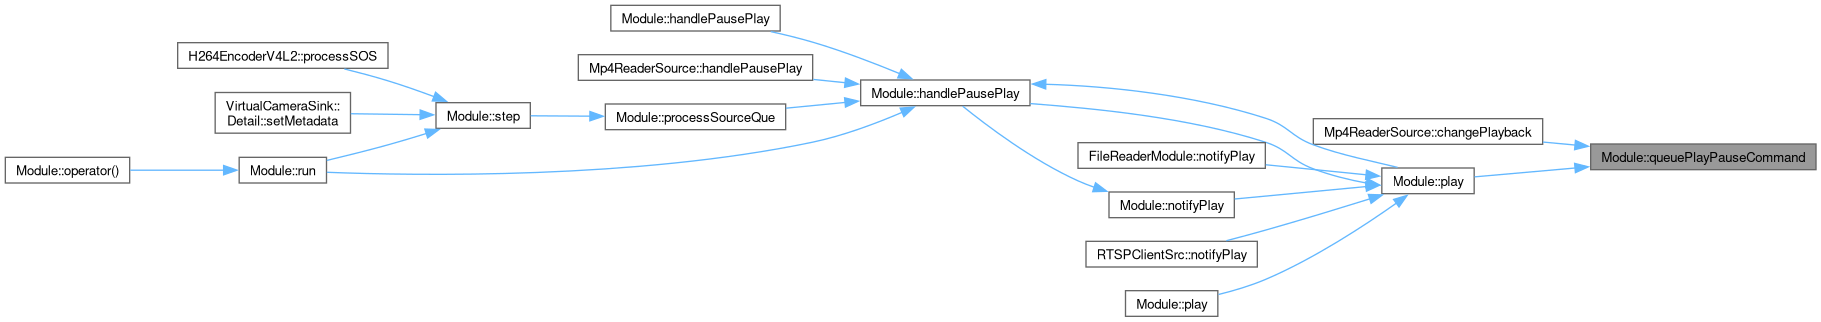 Module::handlePausePlay
H264EncoderV4L2::processSOS
Mp4ReaderSource::handlePausePlay
Module::handlePausePlay
VirtualCameraSink::
Detail::setMetadata
Module::step
Module::processSourceQue
Mp4ReaderSource::changePlayback
Module::queuePlayPauseCommand
FileReaderModule::notifyPlay
Module::operator()
Module::run
Module::play
Module::notifyPlay
RTSPClientSrc::notifyPlay
Module::play